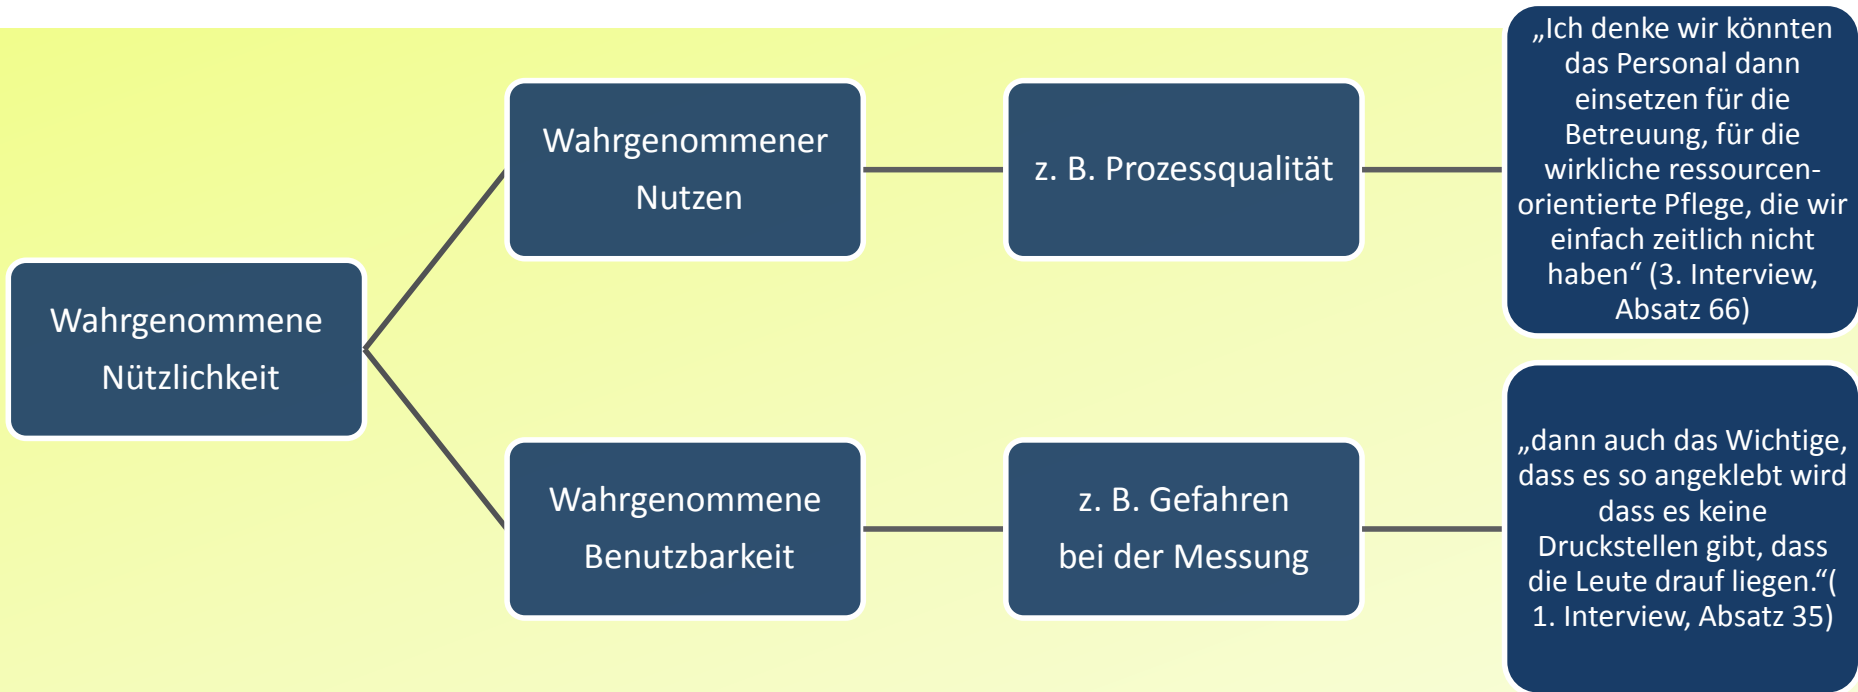 Wahrgenommene
Nützlichkeit
Wahrgenommener
Nutzen
z. B. Prozessqualität
„Ich denke wir könnten
das Personal dann
einsetzen für die
Betreuung, für die
wirkliche ressourcen-
orientierte Pflege, die wir
einfach zeitlich nicht
haben“ (3. Interview,
Absatz 66)
Wahrgenommene
Benutzbarkeit
z. B. Gefahren
bei der Messung
„dann auch das Wichtige,
dass es so angeklebt wird
dass es keine
Druckstellen gibt, dass
die Leute drauf liegen.“(
1. Interview, Absatz 35)